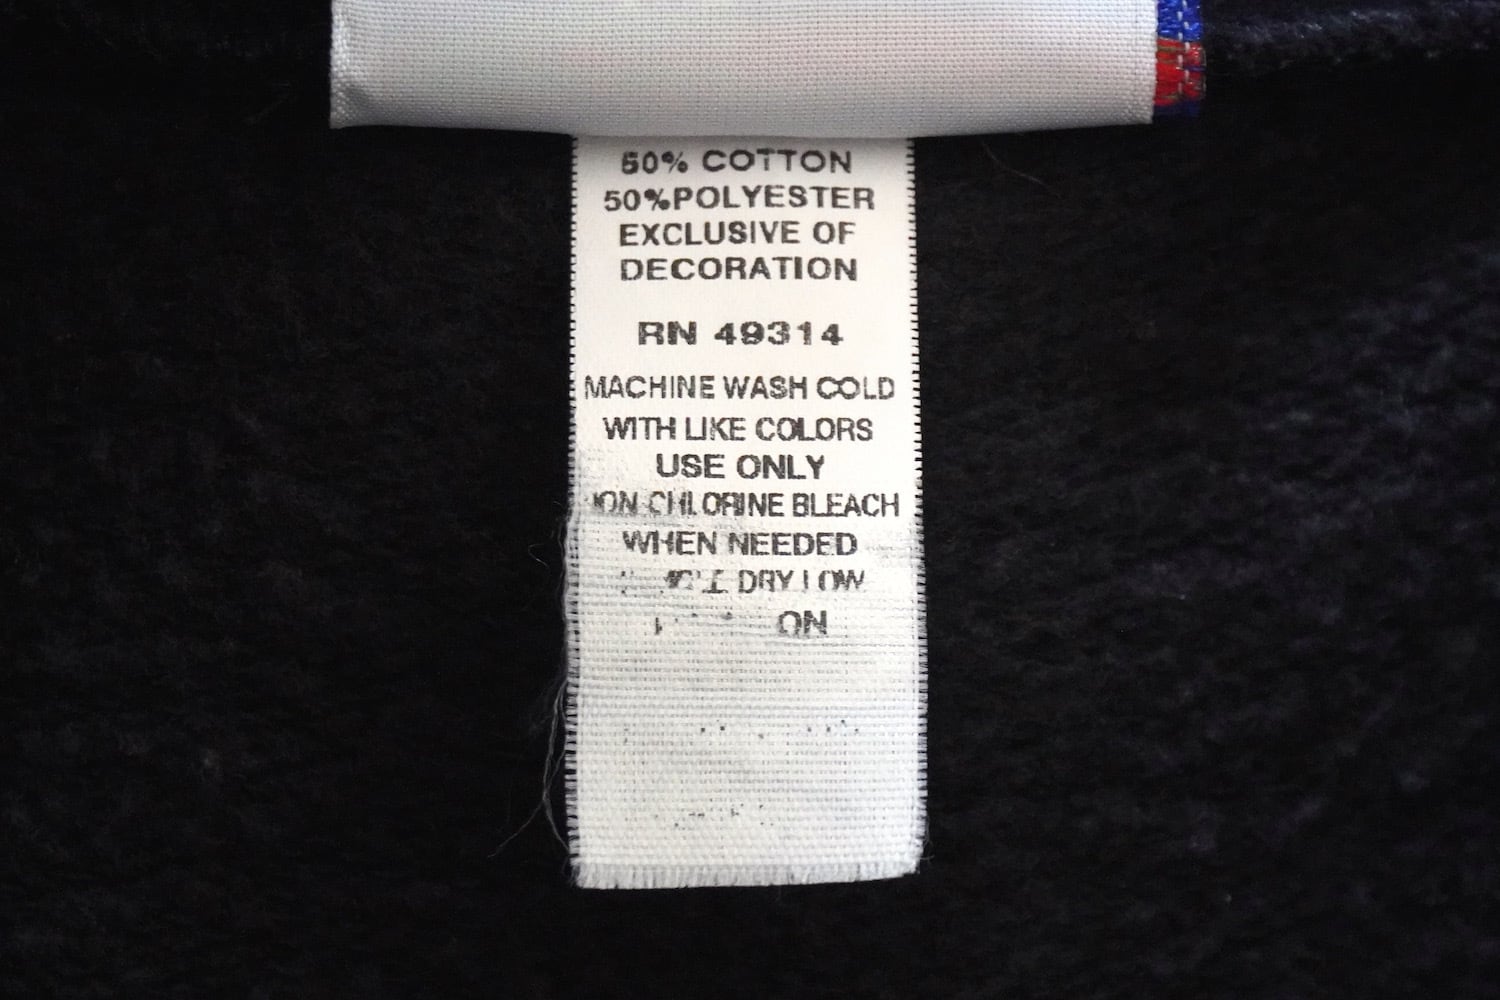 50% COTTON
50%POLYESTER
EXCLUSIVE OF
DECORATION
RN 49314
MACHINE WASH COLD
WITH LIKE COLORS
USE ONLY
CHLORINE BLEACH
WHEN NEEDED
DRY LOW
ON